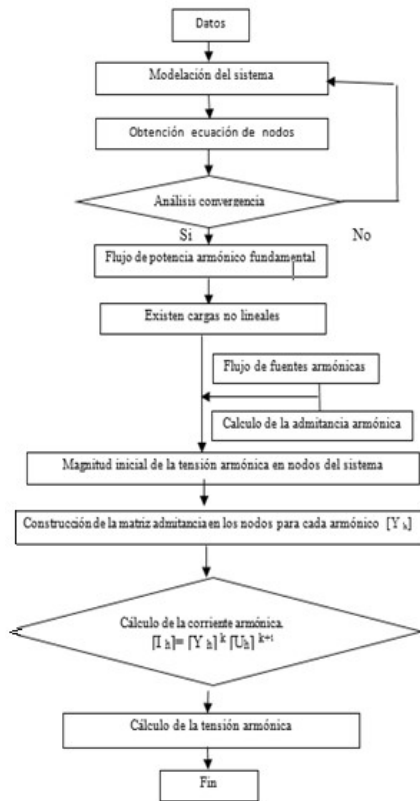 Datos
Modelación del sistema
Obtención ecuación de nodos
Análisis convergencia
Si No
Flujo de potencia armónico fundamental
Existen cargas no lineales
Flujo de fuentes armónicas
Calculo de la admitancia armónica
Magnitud inicial de la tensión armónica en nodos del sistema
Construcción de la matriz admitancia en los nodos para cada armónico [Y h]
Cálculo de la corriente armónica.
[I h]= [Y h] k [Uh] k+1
Cálculo de la tensión armónica
Fin